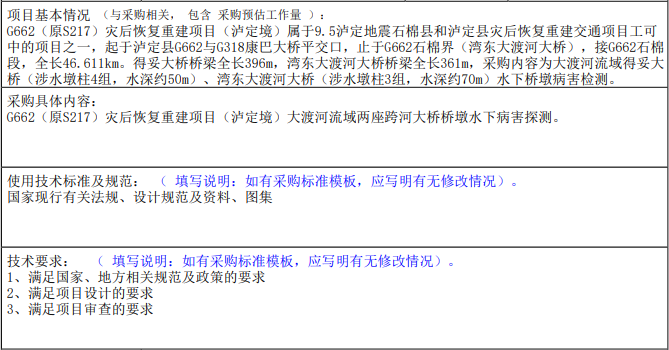 项目基本情况 （与采购相关， 包含 采购预估工作量 ）：
G662（原S217）灾后恢复重建项目（泸定境）属于9.5泸定地震石棉县和泸定县灾后恢复重建交通项目工可
中的项目之一，起于泸定县G662与G318康巴大桥平交口，止于G662石棉界（湾东大渡河大桥），接G662石棉
段，全长46.611km。得妥大桥桥梁全长396m，湾东大渡河大桥桥梁全长361m，采购内容为大渡河流域得妥大
桥（涉水墩柱4组，水深约50m）、湾东大渡河大桥（涉水墩柱3组，水深约70m）水下桥墩病害检测。
采购具体内容：
G662（原S217）灾后恢复重建项目（泸定境）大渡河流域两座跨河大桥桥墩水下病害探测。
使用技术标准及规范： （ 填写说明：如有采购标准模板，应写明有无修改情况）。
国家现行有关法规、设计规范及资料、图集
技术要求： （ 填写说明：如有采购标准模板，应写明有无修改情况）。
1、满足国家、地方相关规范及政策的要求
2、满足项目设计的要求
3、满足项目审查的要求